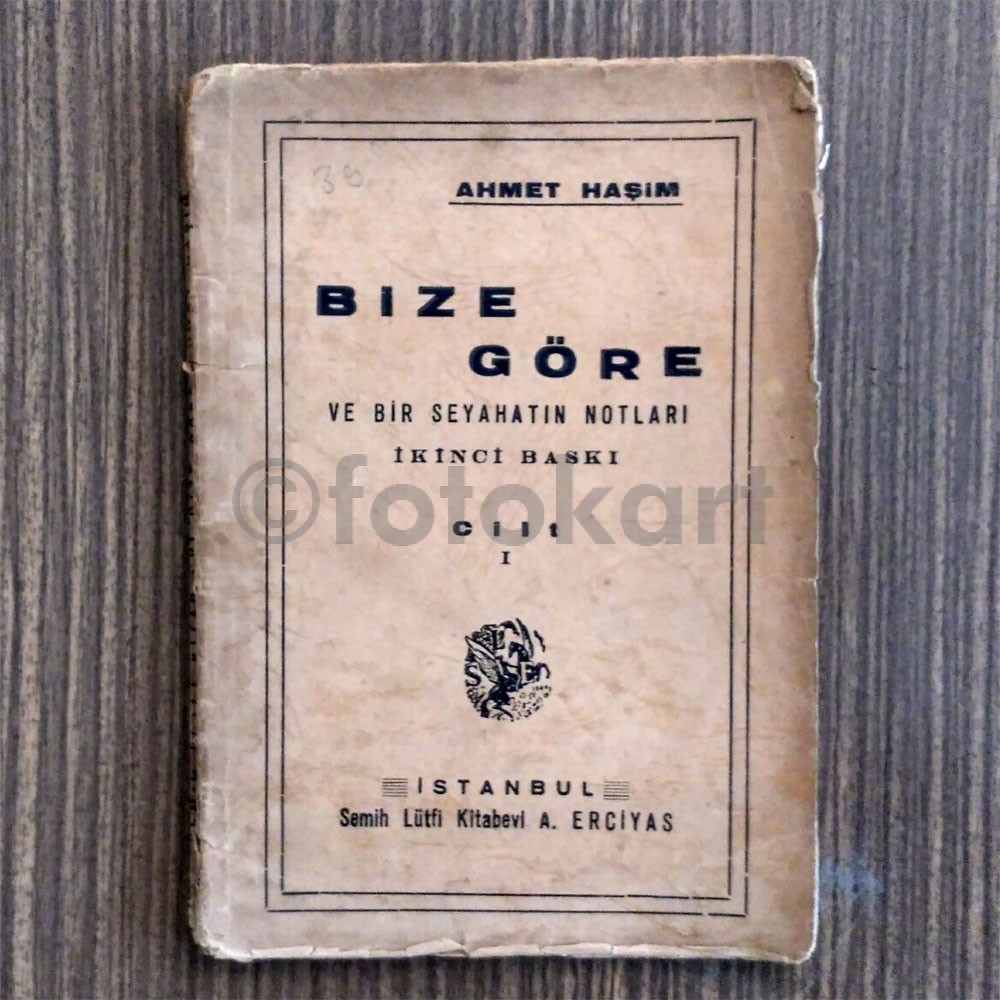 38
AHMET HAŞİM
BIZE
GÖRE
VE BİR SEYAHATIN NOTLARI
İKİNCİ BASKI
©fotokart
Cilt
I
İSTANBUL
Semih Lütfi Kitabevi A. ERCİYAS